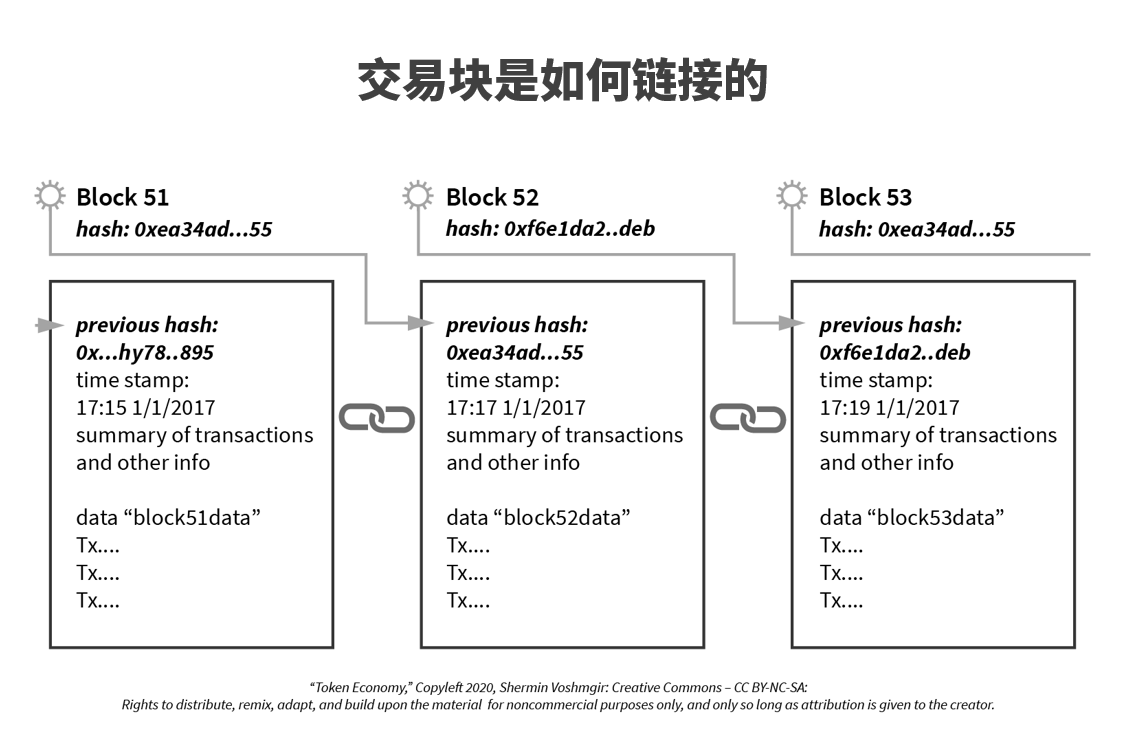 交易块是如何链接的
Block 51
hash: 0xea34ad...55
previous hash:
0x...hy78..895
time stamp:
17:15 1/1/2017
summary of transactions
and other info
data “block51data”
Tx....
Tx....
Tx....
Block 52
hash: 0xf6e1da2..deb
previous hash:
0xea34ad...55
time stamp:
17:17 1/1/2017
summary of transactions
and other info
data “block52data”
Tx....
Tx....
Tx....
Block 53
hash: 0xea34ad...55
previous hash:
0xf6e1da2..deb
time stamp:
17:19 1/1/2017
summary of transactions
and other info
data “block53data”
Tx....
Tx....
Tx....
“Token Economy,” Copyleft 2020, Shermin Voshmgir: Creative Commons – CC BY-NC-SA:
Rights to distribute, remix, adapt, and build upon the material  for noncommercial purposes only, and only so long as attribution is given to the creator.